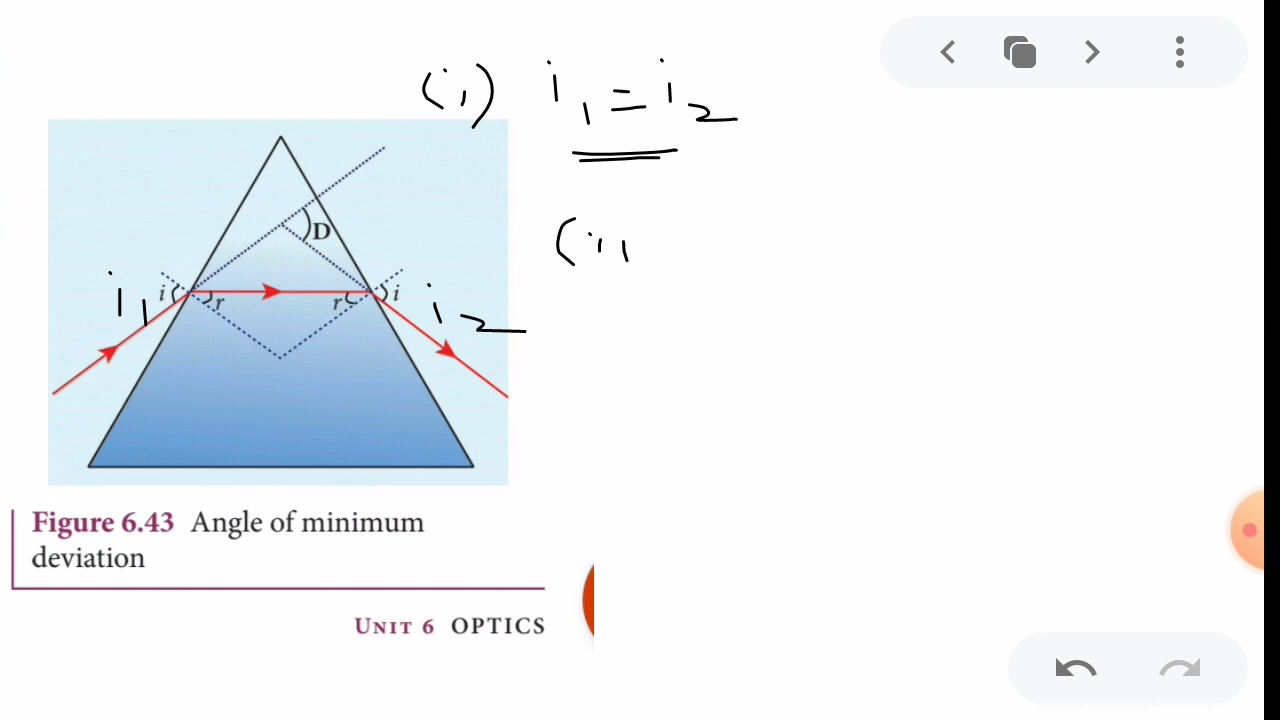 (i) i₁ = i₂
(ii
D
i₁ i r r i i₂
Figure 6.43 Angle of minimum
deviation
UNIT 6 OPTICS